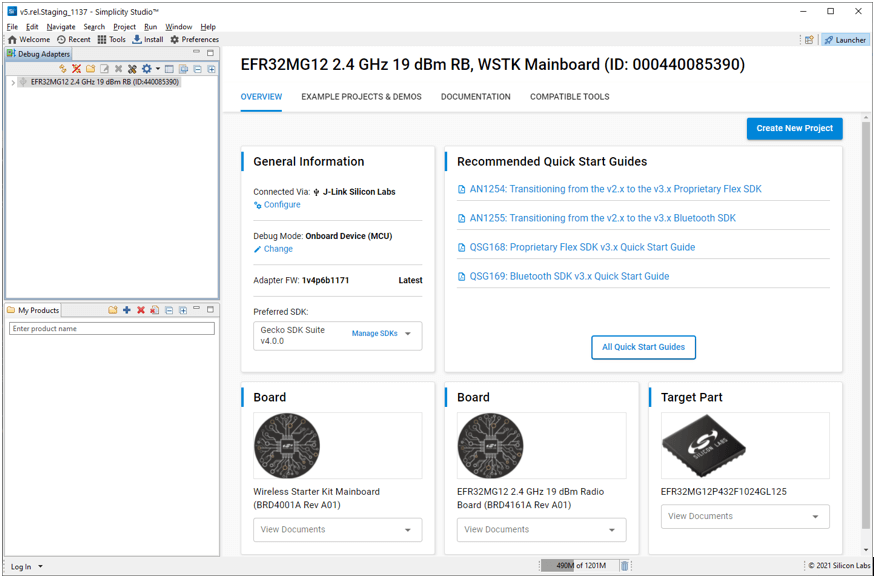 v5.rel.Staging_1137 - Simplicity Studio™
File Edit Navigate Search Project Run Window Help
Welcome Recent Tools Install Preferences Launcher
Debug Adapters
EFR32MG12 2.4 GHz 19 dBm RB (ID:440085390)
EFR32MG12 2.4 GHz 19 dBm RB, WSTK Mainboard (ID: 000440085390)
OVERVIEW EXAMPLE PROJECTS & DEMOS DOCUMENTATION COMPATIBLE TOOLS
Create New Project
General Information
Connected Via: J-Link Silicon Labs
Configure
Debug Mode: Onboard Device (MCU)
Change
Adapter FW: 1v4p6b1171 Latest
Preferred SDK:
Gecko SDK Suite
v4.0.0
Manage SDKs
Recommended Quick Start Guides
AN1254: Transitioning from the v2.x to the v3.x Proprietary Flex SDK
AN1255: Transitioning from the v2.x to the v3.x Bluetooth SDK
QSG168: Proprietary Flex SDK v3.x Quick Start Guide
QSG169: Bluetooth SDK v3.x Quick Start Guide
All Quick Start Guides
My Products
Enter product name
Board
Wireless Starter Kit Mainboard
(BRD4001A Rev A01)
View Documents
Board
EFR32MG12 2.4 GHz 19 dBm Radio
Board (BRD4161A Rev A01)
View Documents
Target Part
SILICON LABS
EFR32MG12P432F1024GL125
View Documents
Log In
490M of 1201M
© 2021 Silicon Labs